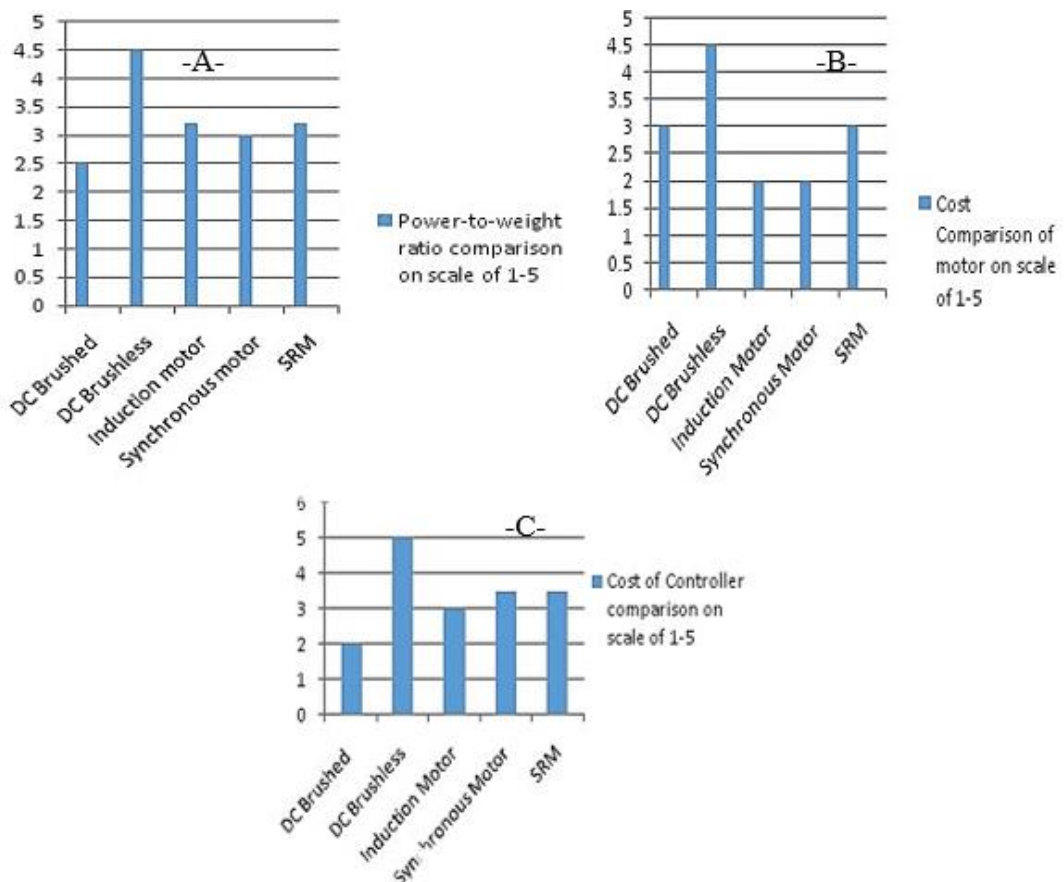 5
4.5
4
3.5
3
2.5
2
1.5
1
0.5
0
-A-
DC Brushed
DC Brushless
Induction motor
Synchronous motor
SRM
Power-to-weight
ratio comparison
on scale of 1-5
5
4.5
4
3.5
3
2.5
2
1.5
1
0.5
0
-B-
DC Brushed
DC Brushless
Induction Motor
Synchronous Motor
SRM
Cost
Comparison of
motor on scale
of 1-5
6
5
4
3
2
1
0
-C-
DC Brushed
DC Brushless
Induction Motor
Motor
SRM
Cost of Controller
comparison on
scale of 1-5